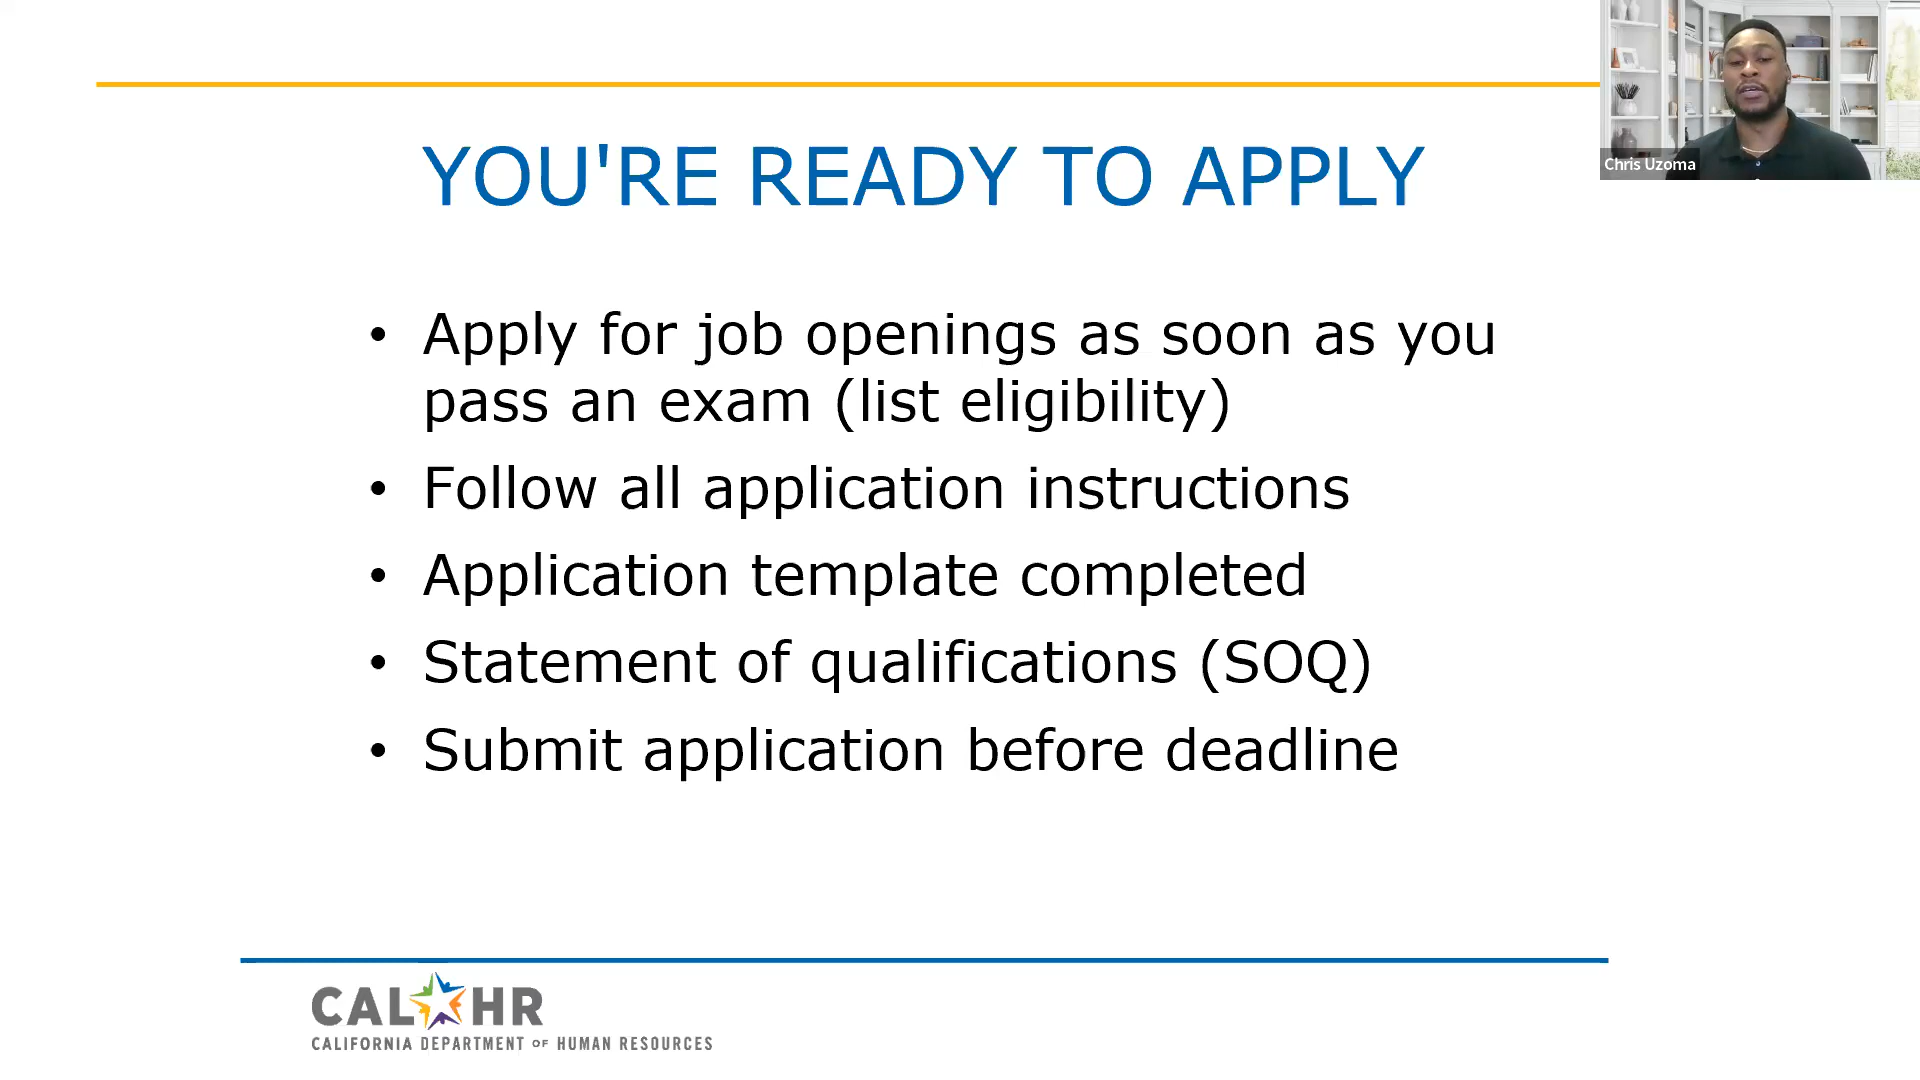 Chris Uzoma
YOU'RE READY TO APPLY
• Apply for job openings as soon as you
pass an exam (list eligibility)
• Follow all application instructions
• Application template completed
• Statement of qualifications (SOQ)
• Submit application before deadline
CAL HR
CALIFORNIA DEPARTMENT OF HUMAN RESOURCES